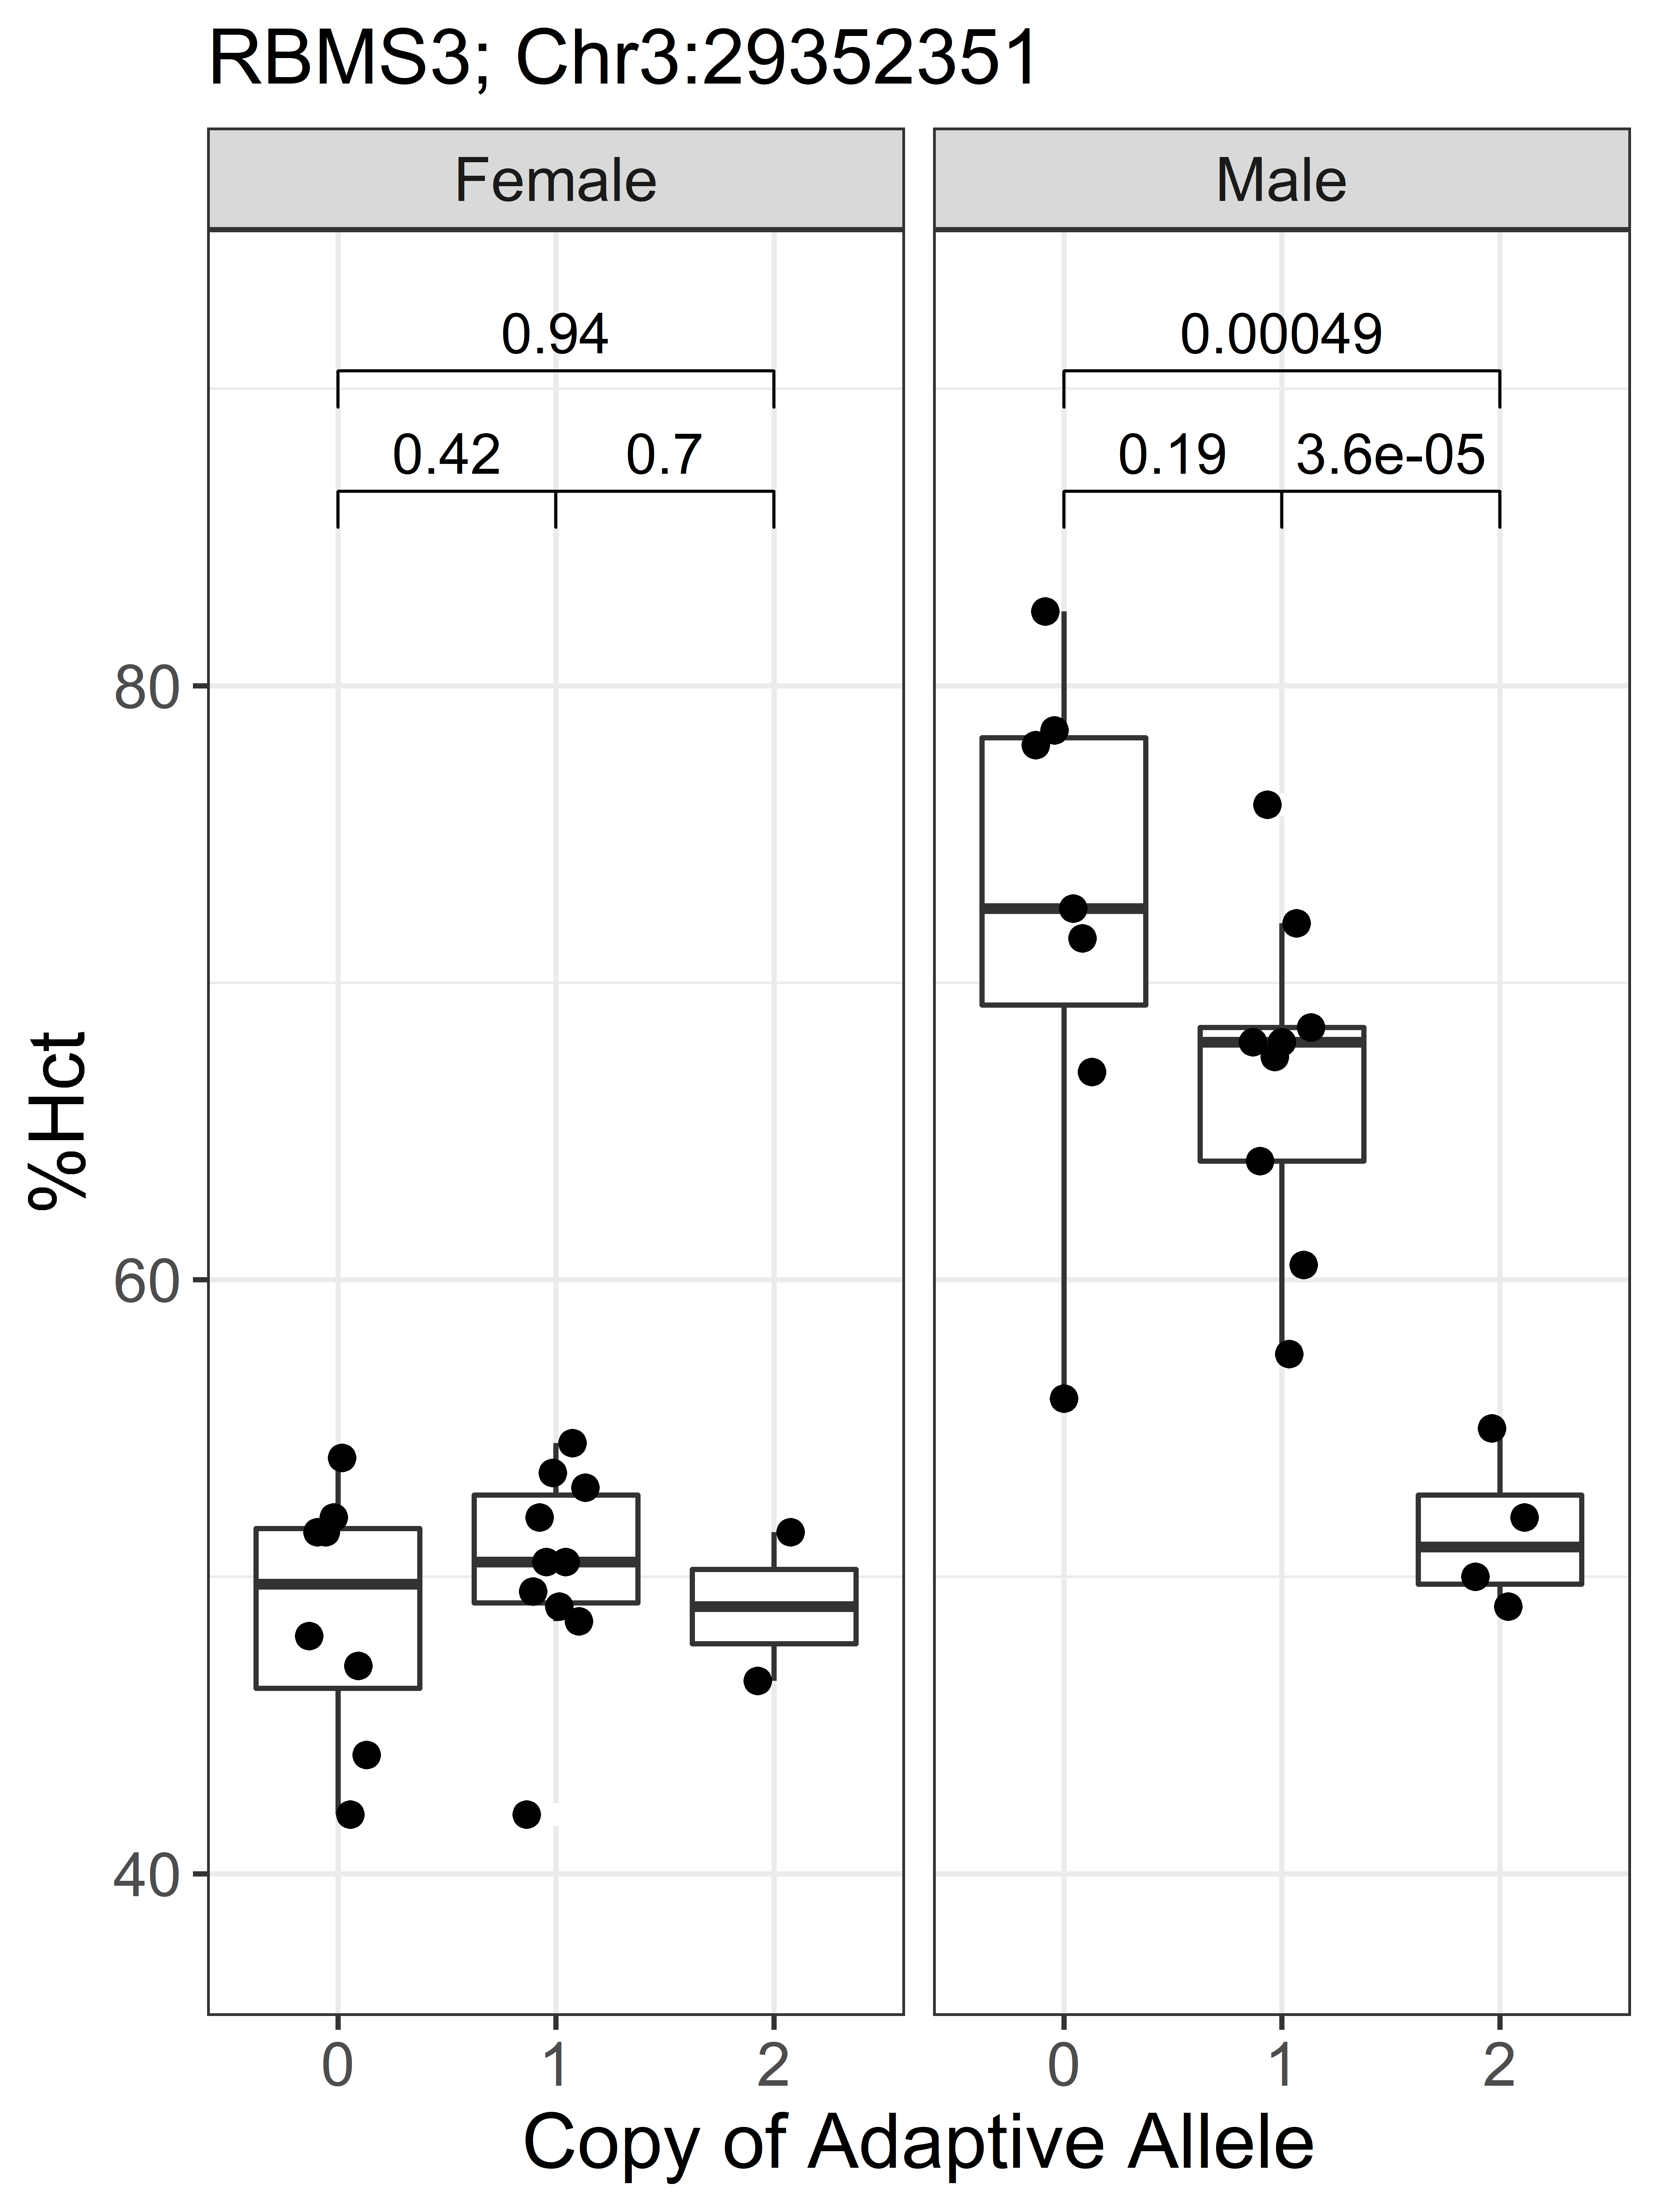 RBMS3; Chr3:29352351
Female
Male
0.94
0.00049
0.42
0.7
0.19
3.6e-05
80
60
40
%Hct
0
1
2
0
1
2
Copy of Adaptive Allele